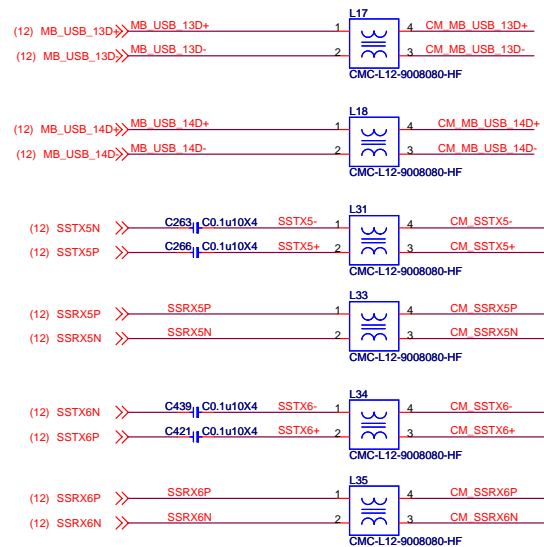 L17
(12) MB_USB_13D+ MB_USB_13D+ 1 4 CM_MB_USB_13D+
(12) MB_USB_13D- MB_USB_13D- 2 3 CM_MB_USB_13D-
CMC-L12-9008080-HF
L18
(12) MB_USB_14D+ MB_USB_14D+ 1 4 CM_MB_USB_14D+
(12) MB_USB_14D- MB_USB_14D- 2 3 CM_MB_USB_14D-
CMC-L12-9008080-HF
L31
(12) SSTX5N C263 C0.1u10X4 SSTX5- 1 4 CM_SSTX5-
(12) SSTX5P C266 C0.1u10X4 SSTX5+ 2 3 CM_SSTX5+
CMC-L12-9008080-HF
L33
(12) SSRX5P SSRX5P 1 4 CM_SSRX5P
(12) SSRX5N SSRX5N 2 3 CM_SSRX5N
CMC-L12-9008080-HF
L34
(12) SSTX6N C439 C0.1u10X4 SSTX6- 1 4 CM_SSTX6-
(12) SSTX6P C421 C0.1u10X4 SSTX6+ 2 3 CM_SSTX6+
CMC-L12-9008080-HF
L35
(12) SSRX6P SSRX6P 1 4 CM_SSRX6P
(12) SSRX6N SSRX6N 2 3 CM_SSRX6N
CMC-L12-9008080-HF